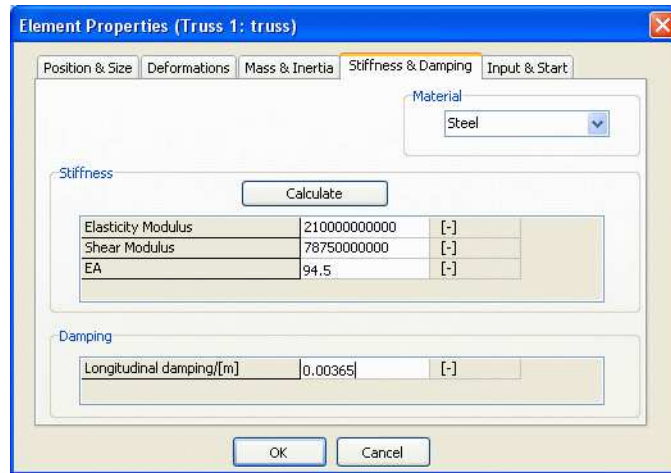 Element Properties (Truss 1: truss)
Position & Size Deformations Mass & Inertia Stiffness & Damping Input & Start
Material
Steel
Stiffness
Calculate
Elasticity Modulus 210000000000 [-]
Shear Modulus 78750000000 [-]
EA 94.5 [-]
Damping
Longitudinal damping/[m] 0.00365 [-]
OK Cancel